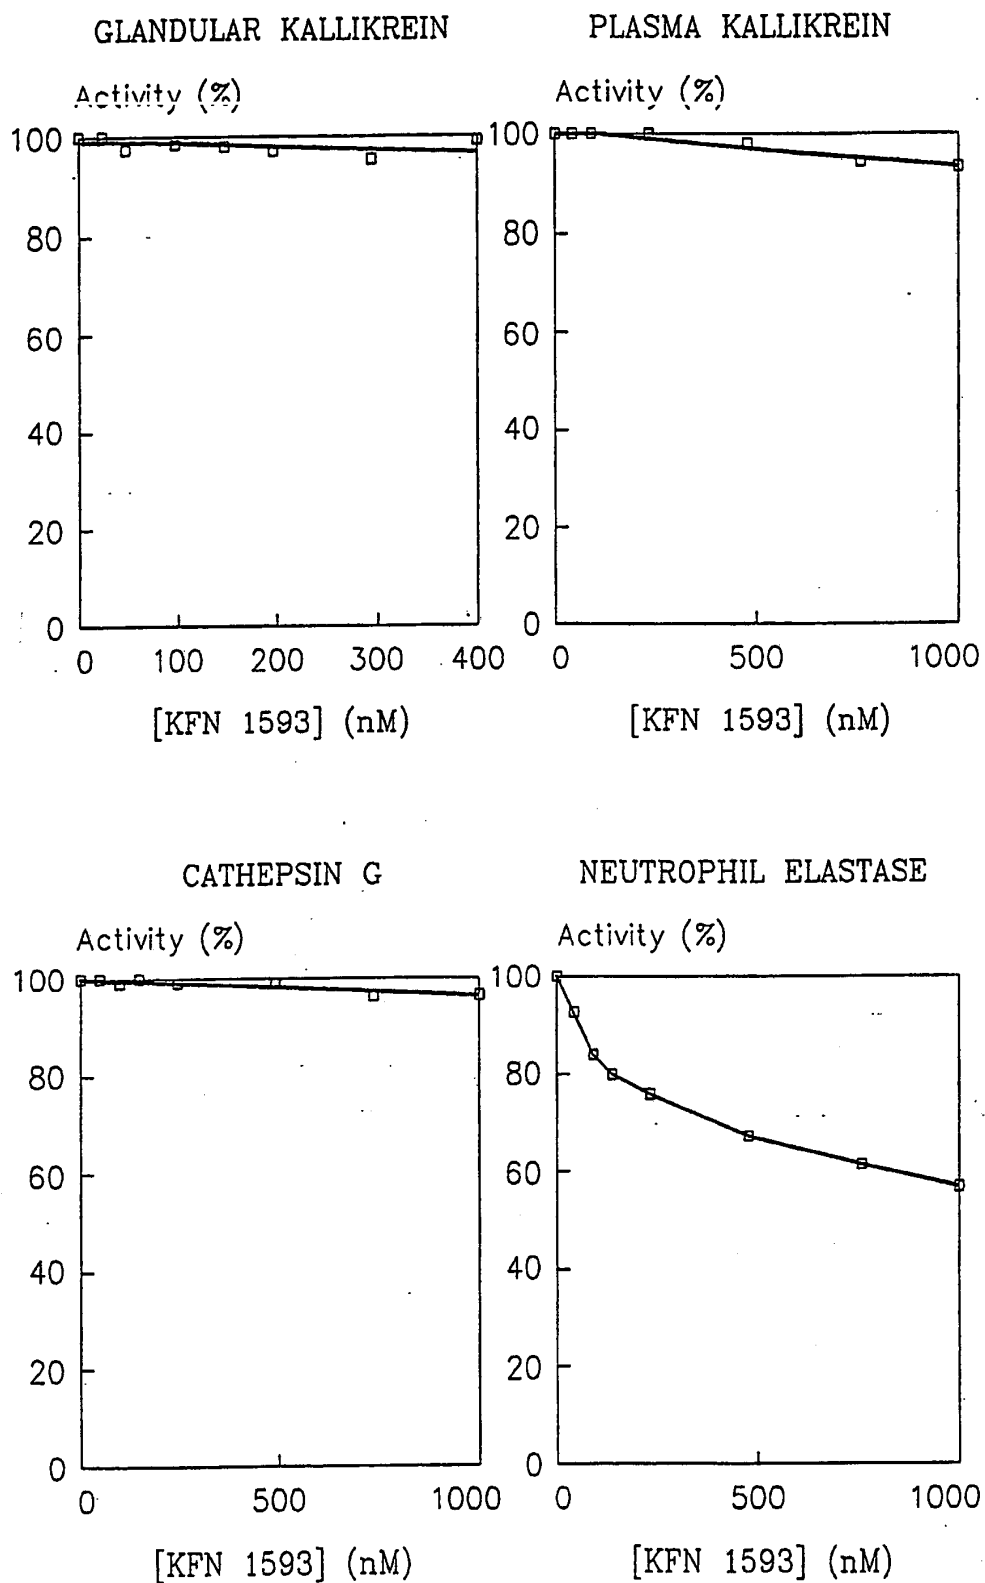 GLANDULAR KALLIKREIN
Activity (%)
100
80
60
40
20
0
0 100 200 300 400
[KFN 1593] (nM)
PLASMA KALLIKREIN
Activity (%)
100
80
60
40
20
0
0 500 1000
[KFN 1593] (nM)
CATHEPSIN G
Activity (%)
100
80
60
40
20
0
0 500 1000
[KFN 1593] (nM)
NEUTROPHIL ELASTASE
Activity (%)
100
80
60
40
20
0
0 500 1000
[KFN 1593] (nM)